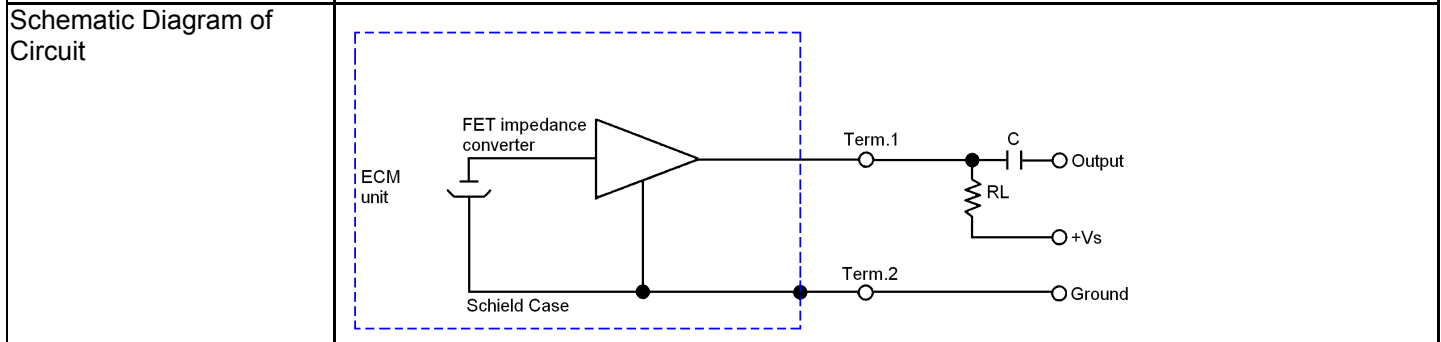 Schematic Diagram of
Circuit
FET impedance
converter
ECM
unit
Schield Case
Term.1
C
Output
RL
+Vs
Term.2
Ground